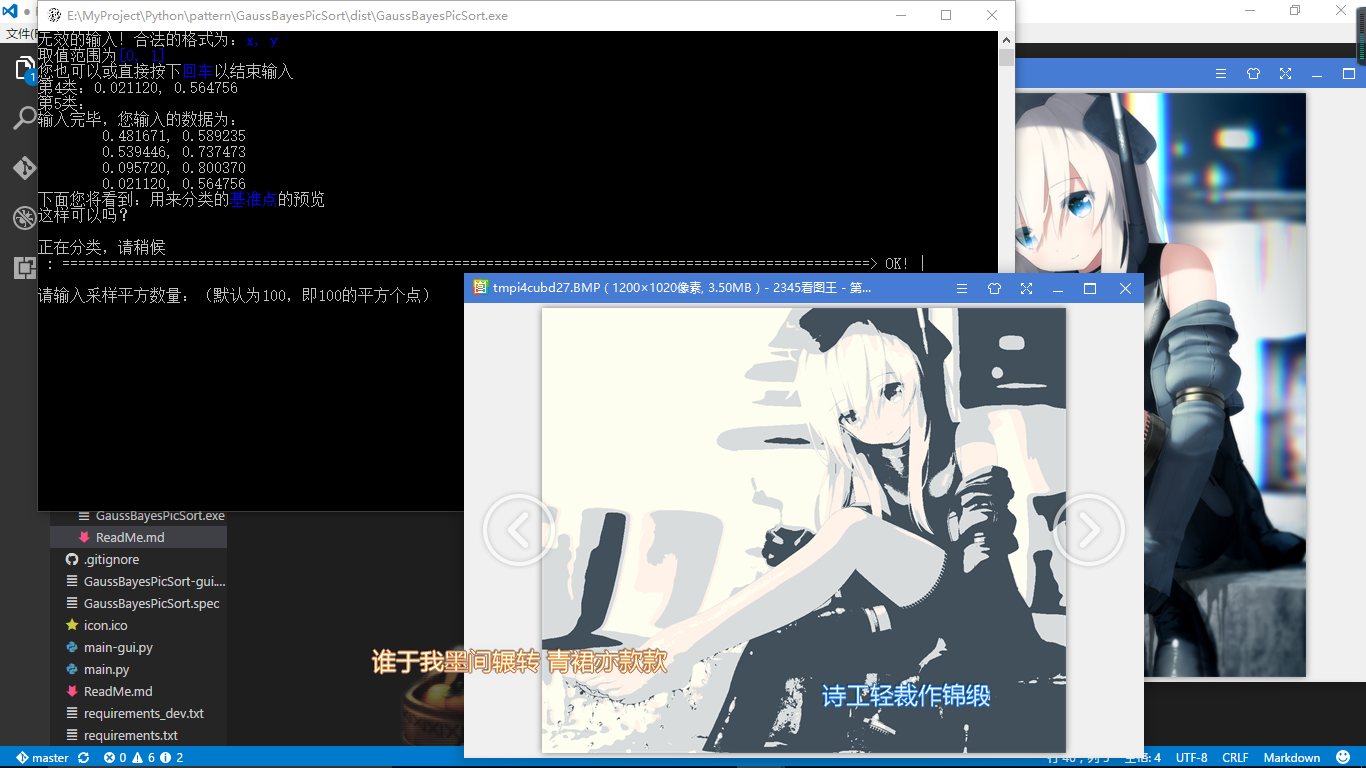 E:\MyProject\Python\pattern\GaussBayesPicSort\dist\GaussBayesPicSort.exe
文件(F
无效的输入！合法的格式为：x, y
取值范围为[0, 1]
您也可以或直接按下回车以结束输入
第4类：0.021120, 0.564756
第5类：
输入完毕，您输入的数据为：
0.481671, 0.589235
0.539446, 0.737473
0.095720, 0.800370
0.021120, 0.564756
下面您将看到：用来分类的基准点的预览
这样可以吗？
正在分类，请稍候
: =====================================================================================================> OK! |
请输入采样平方数量：（默认为100，即100的平方个点）
1
tmpi4cubd27.BMP ( 1200×1020像素, 3.50MB ) - 2345看图王 - 第...
GaussBayesPicSort.exe
ReadMe.md
.gitignore
GaussBayesPicSort-gui....
GaussBayesPicSort.spec
icon.ico
main-gui.py
main.py
ReadMe.md
requirements_dev.txt
requirements.txt
谁于我墨间辗转 青裙亦款款
诗工轻裁作锦缎
master 0 6 2 空格: 4 UTF-8 CRLF Markdown